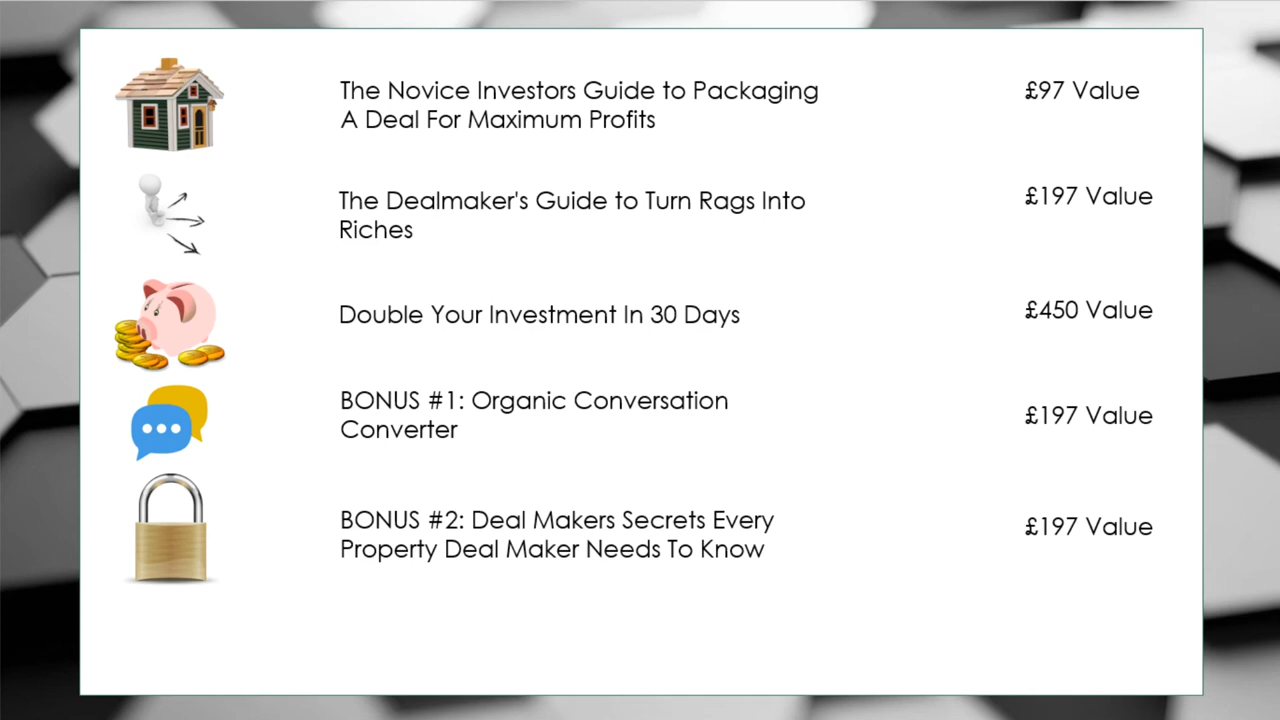 The Novice Investors Guide to Packaging
A Deal For Maximum Profits
£97 Value
The Dealmaker's Guide to Turn Rags Into
Riches
£197 Value
Double Your Investment In 30 Days
£450 Value
BONUS #1: Organic Conversation
Converter
£197 Value
BONUS #2: Deal Makers Secrets Every
Property Deal Maker Needs To Know
£197 Value